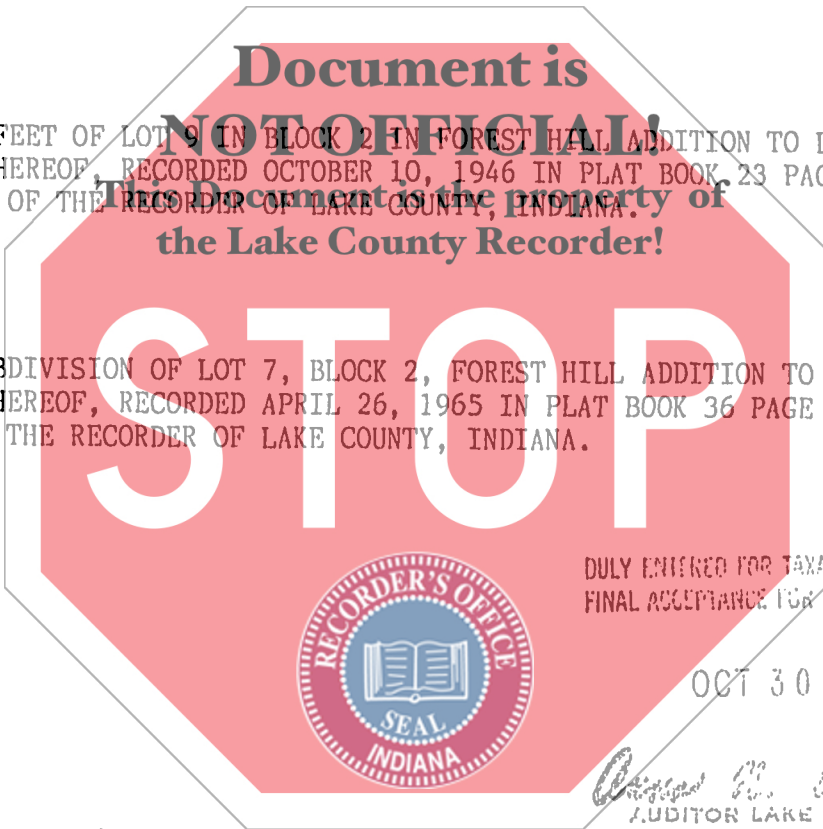 Document is
NOT OFFICIAL!
This Document is the property of
the Lake County Recorder!
FEET OF LOT 9 IN BLOCK 2 IN FOREST HILL ADDITION TO
HEREOF, RECORDED OCTOBER 10, 1946 IN PLAT BOOK 23 PAG
OF THE RECORDER OF LAKE COUNTY, INDIANA.
BDIVISION OF LOT 7, BLOCK 2, FOREST HILL ADDITION TO
HEREOF, RECORDED APRIL 26, 1965 IN PLAT BOOK 36 PAGE
THE RECORDER OF LAKE COUNTY, INDIANA.
STOP
DULY ENTERED FOR TAXA
FINAL ACCEPTANCE FOR
RECORDER'S OFFICE
SEAL
INDIANA
OCT 30
AUDITOR LAKE